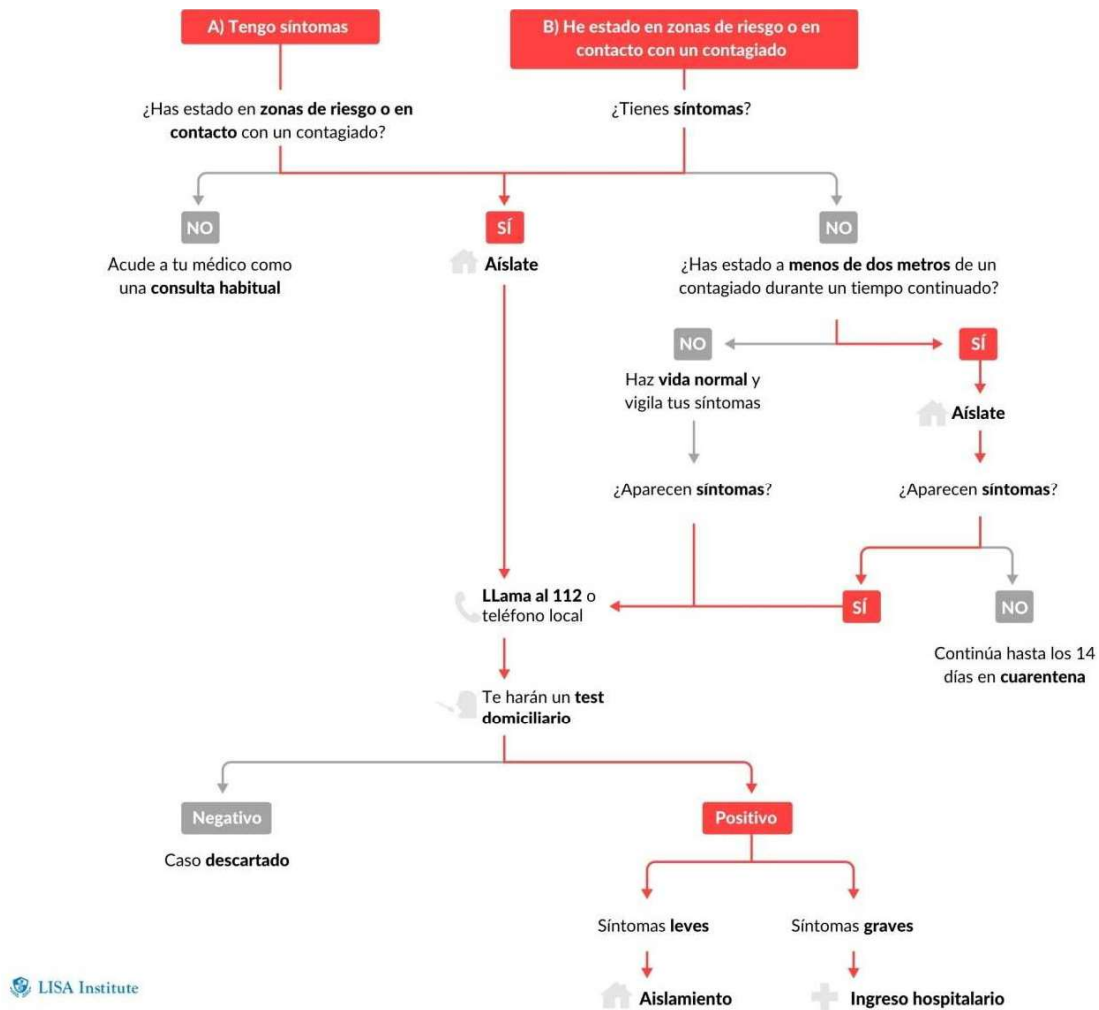 A) Tengo síntomas
B) He estado en zonas de riesgo o en
contacto con un contagiado
¿Has estado en zonas de riesgo o en
contacto con un contagiado?
¿Tienes síntomas?
NO
SÍ
NO
Acude a tu médico como
una consulta habitual
Aíslate
¿Has estado a menos de dos metros de un
contagiado durante un tiempo continuado?
NO
SÍ
Haz vida normal y
vigila tus síntomas
Aíslate
¿Aparecen síntomas?
¿Aparecen síntomas?
LLama al 112 o
teléfono local
SÍ
NO
Continúa hasta los 14
días en cuarentena
Te harán un test
domiciliario
Negativo
Positivo
Caso descartado
Síntomas leves
Síntomas graves
Aislamiento
Ingreso hospitalario
LISA Institute